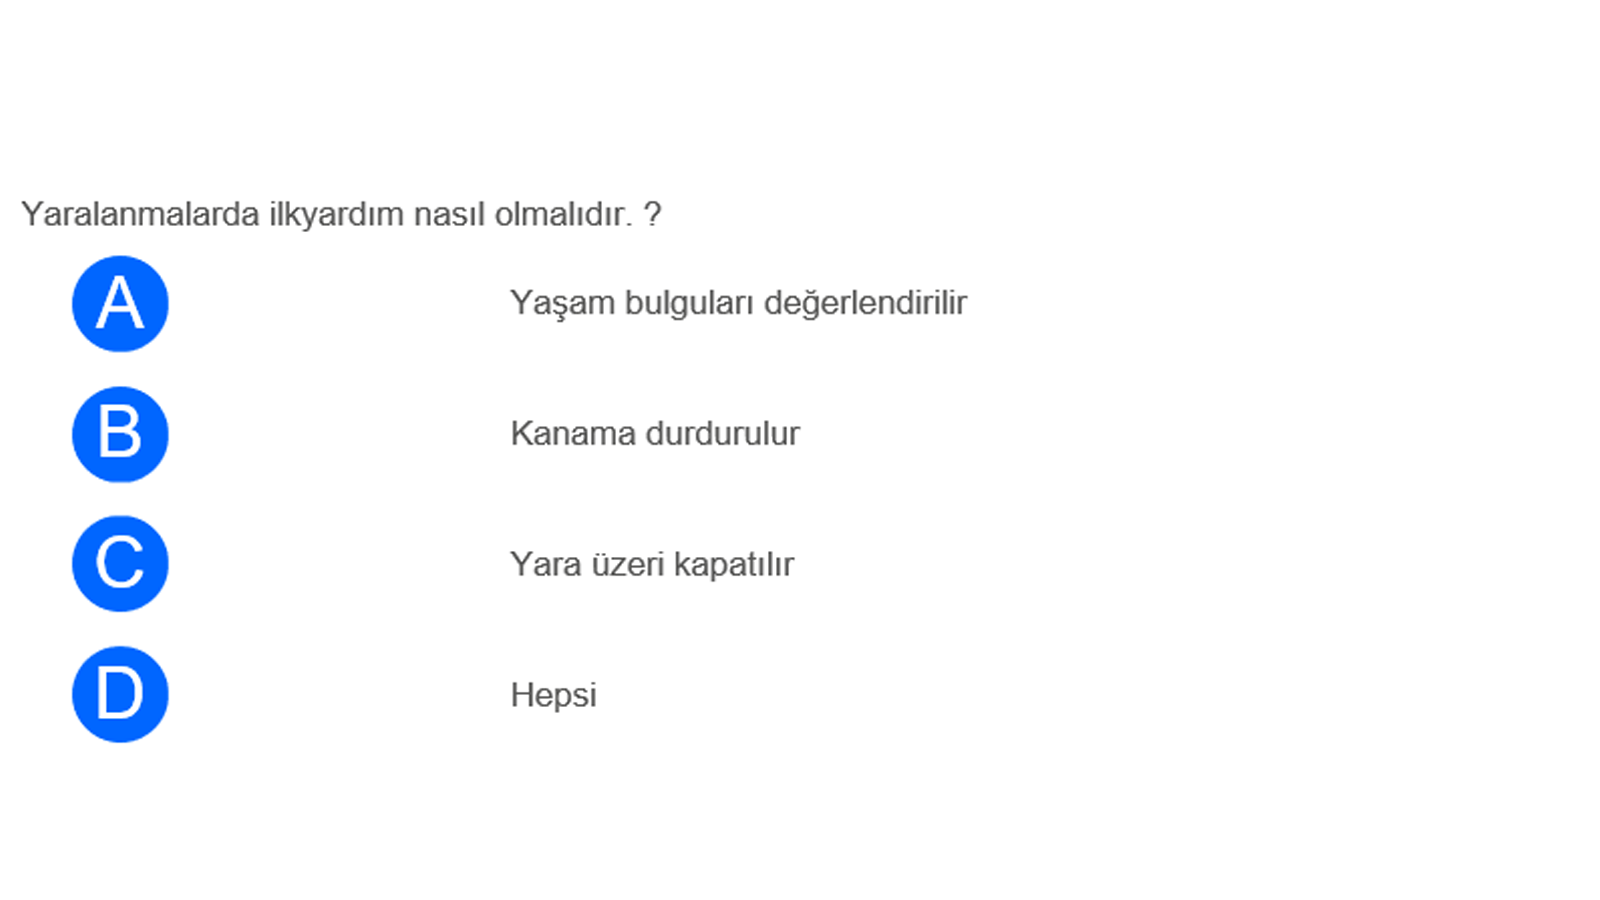 Yaralanmalarda ilkyardım nasıl olmalıdır. ?
A Yaşam bulguları değerlendirilir
B Kanama durdurulur
C Yara üzeri kapatılır
D Hepsi